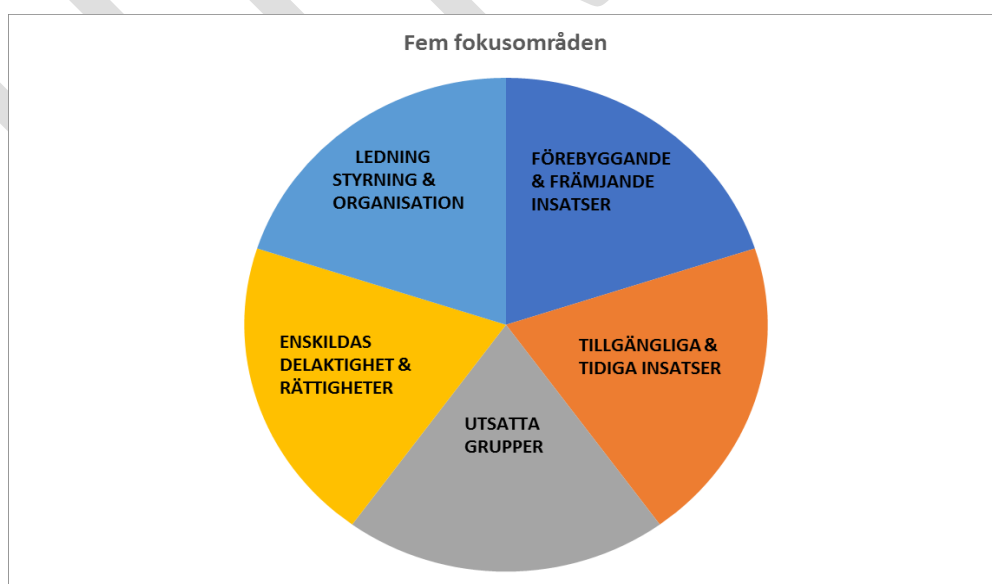 Fem fokusområden
LEDNING
STYRNING &
ORGANISATION
FÖREBYGGANDE
& FRÄMJANDE
INSATSER
ENSKILDAS
DELAKTIGHET &
RÄTTIGHETER
TILLGÄNGLIGA &
TIDIGA INSATSER
UTSATTA
GRUPPER